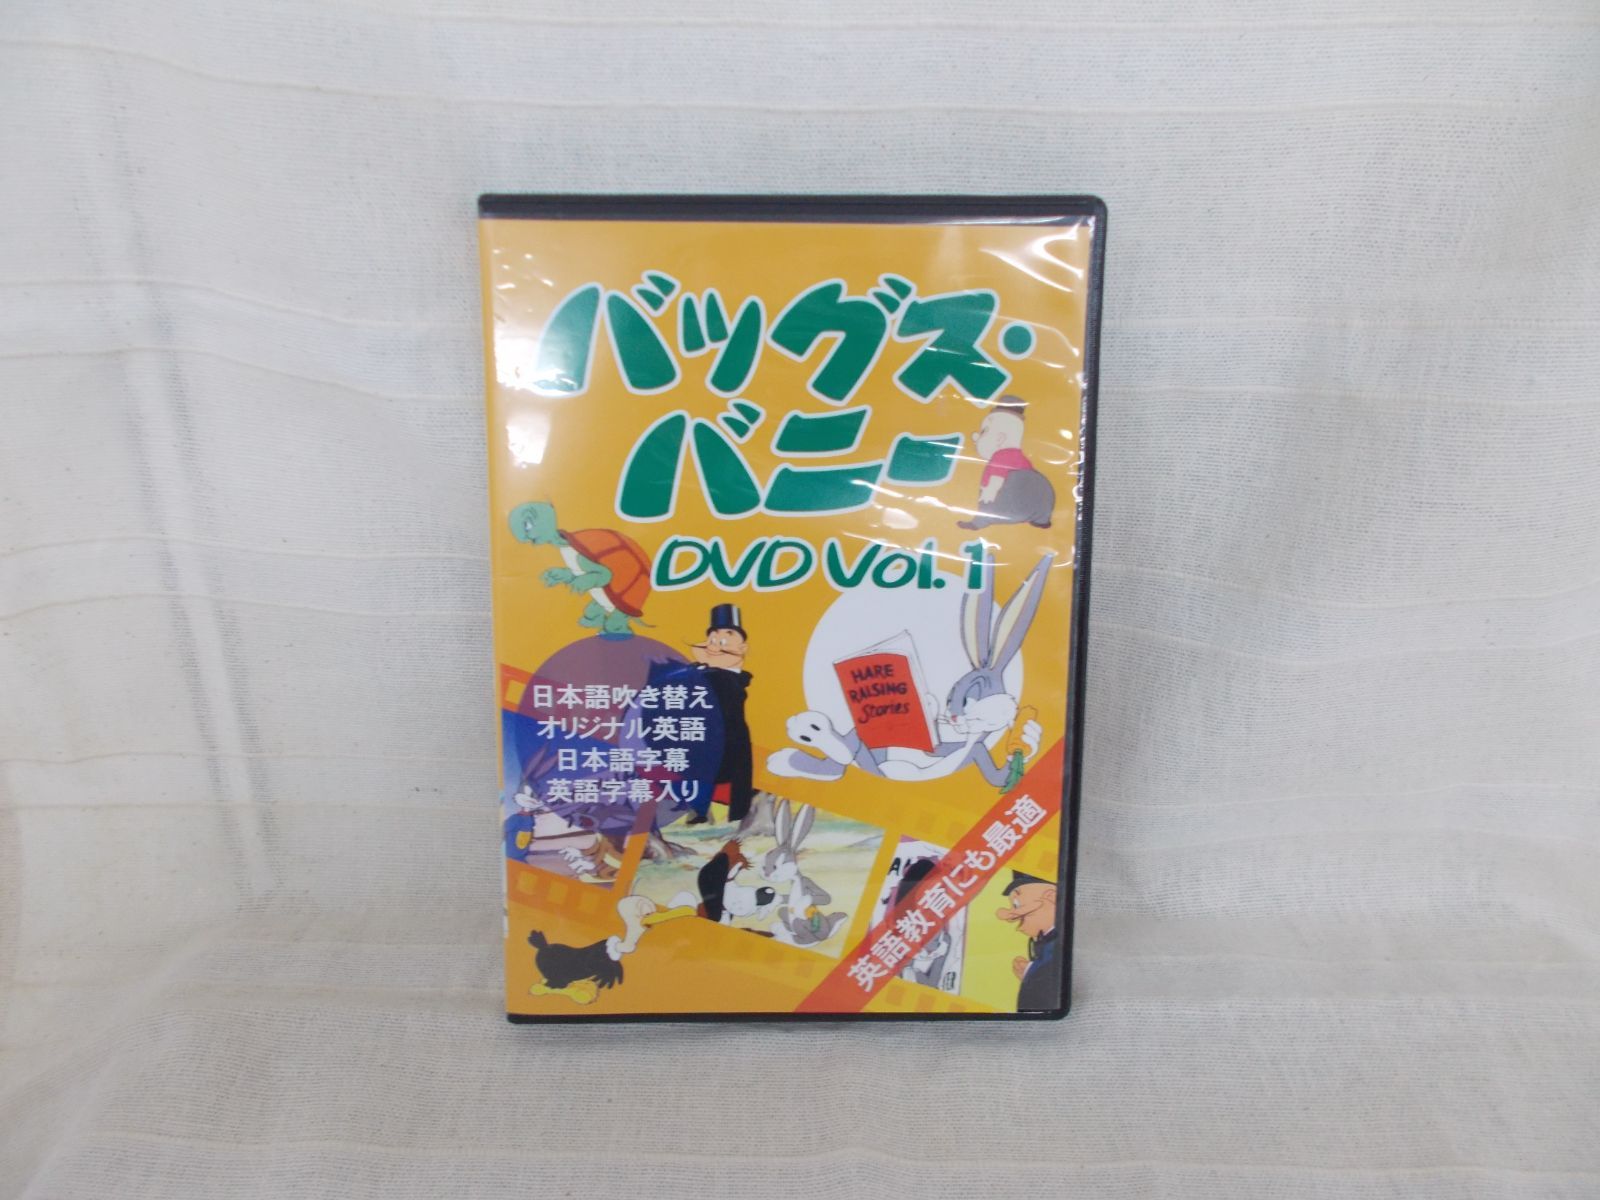 バッグス・
バニー
DVD Vol. 1
HARE
RAISING
Stories
日本語吹き替え
オリジナル英語
日本語字幕
英語字幕入り
英語教育にも最適